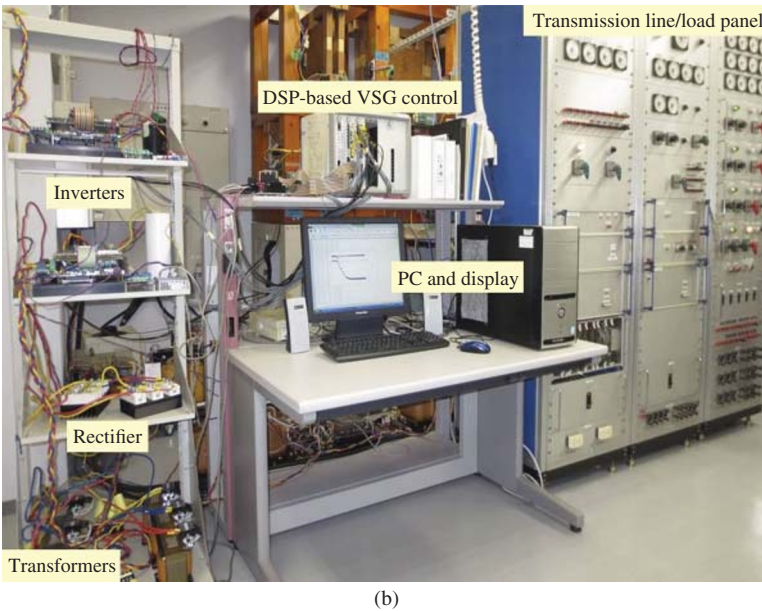 Transmission line/load panel
DSP-based VSG control
Inverters
PC and display
Rectifier
Transformers
(b)